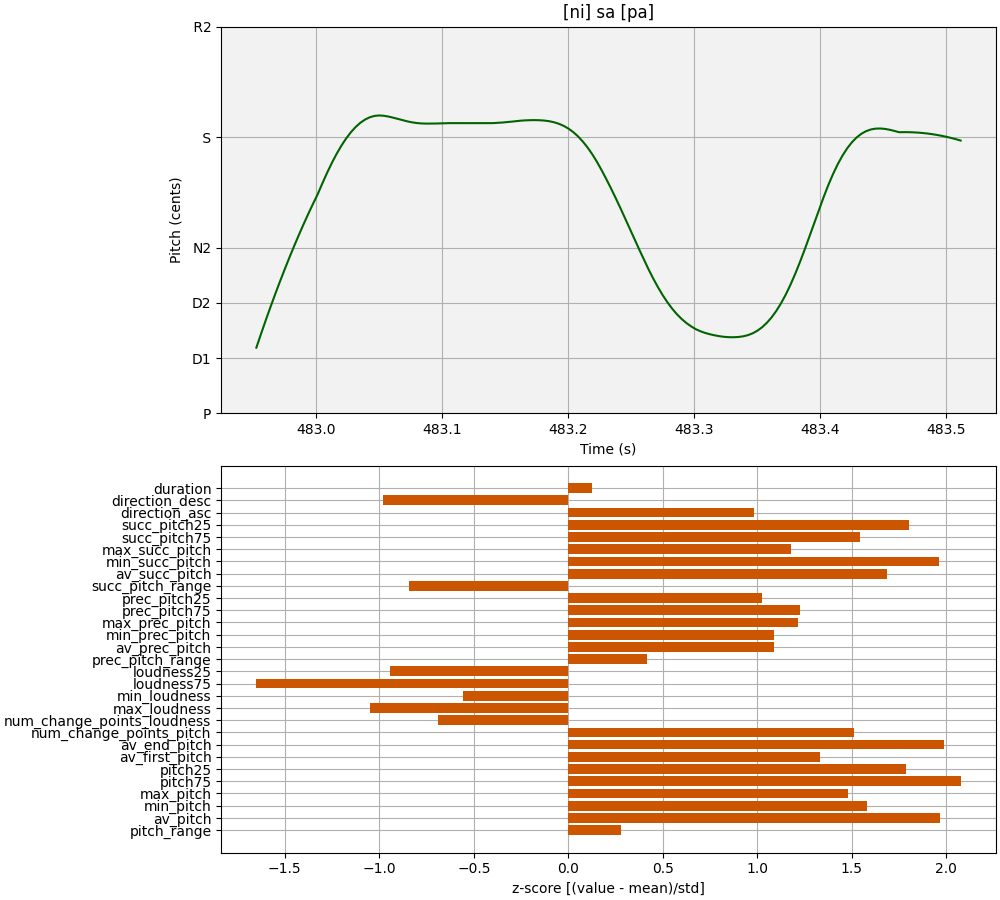 [ni] sa [pa]
R2
S
N2
D2
D1
P
Pitch (cents)
483.0 483.1 483.2 483.3 483.4 483.5
Time (s)
duration
direction_desc
direction_asc
succ_pitch25
succ_pitch75
max_succ_pitch
min_succ_pitch
av_succ_pitch
succ_pitch_range
prec_pitch25
prec_pitch75
max_prec_pitch
min_prec_pitch
av_prec_pitch
prec_pitch_range
loudness25
loudness75
min_loudness
max_loudness
num_change_points_loudness
num_change_points_pitch
av_end_pitch
av_first_pitch
pitch25
pitch75
max_pitch
min_pitch
av_pitch
pitch_range
−1.5 −1.0 −0.5 0.0 0.5 1.0 1.5 2.0
z-score [(value - mean)/std]